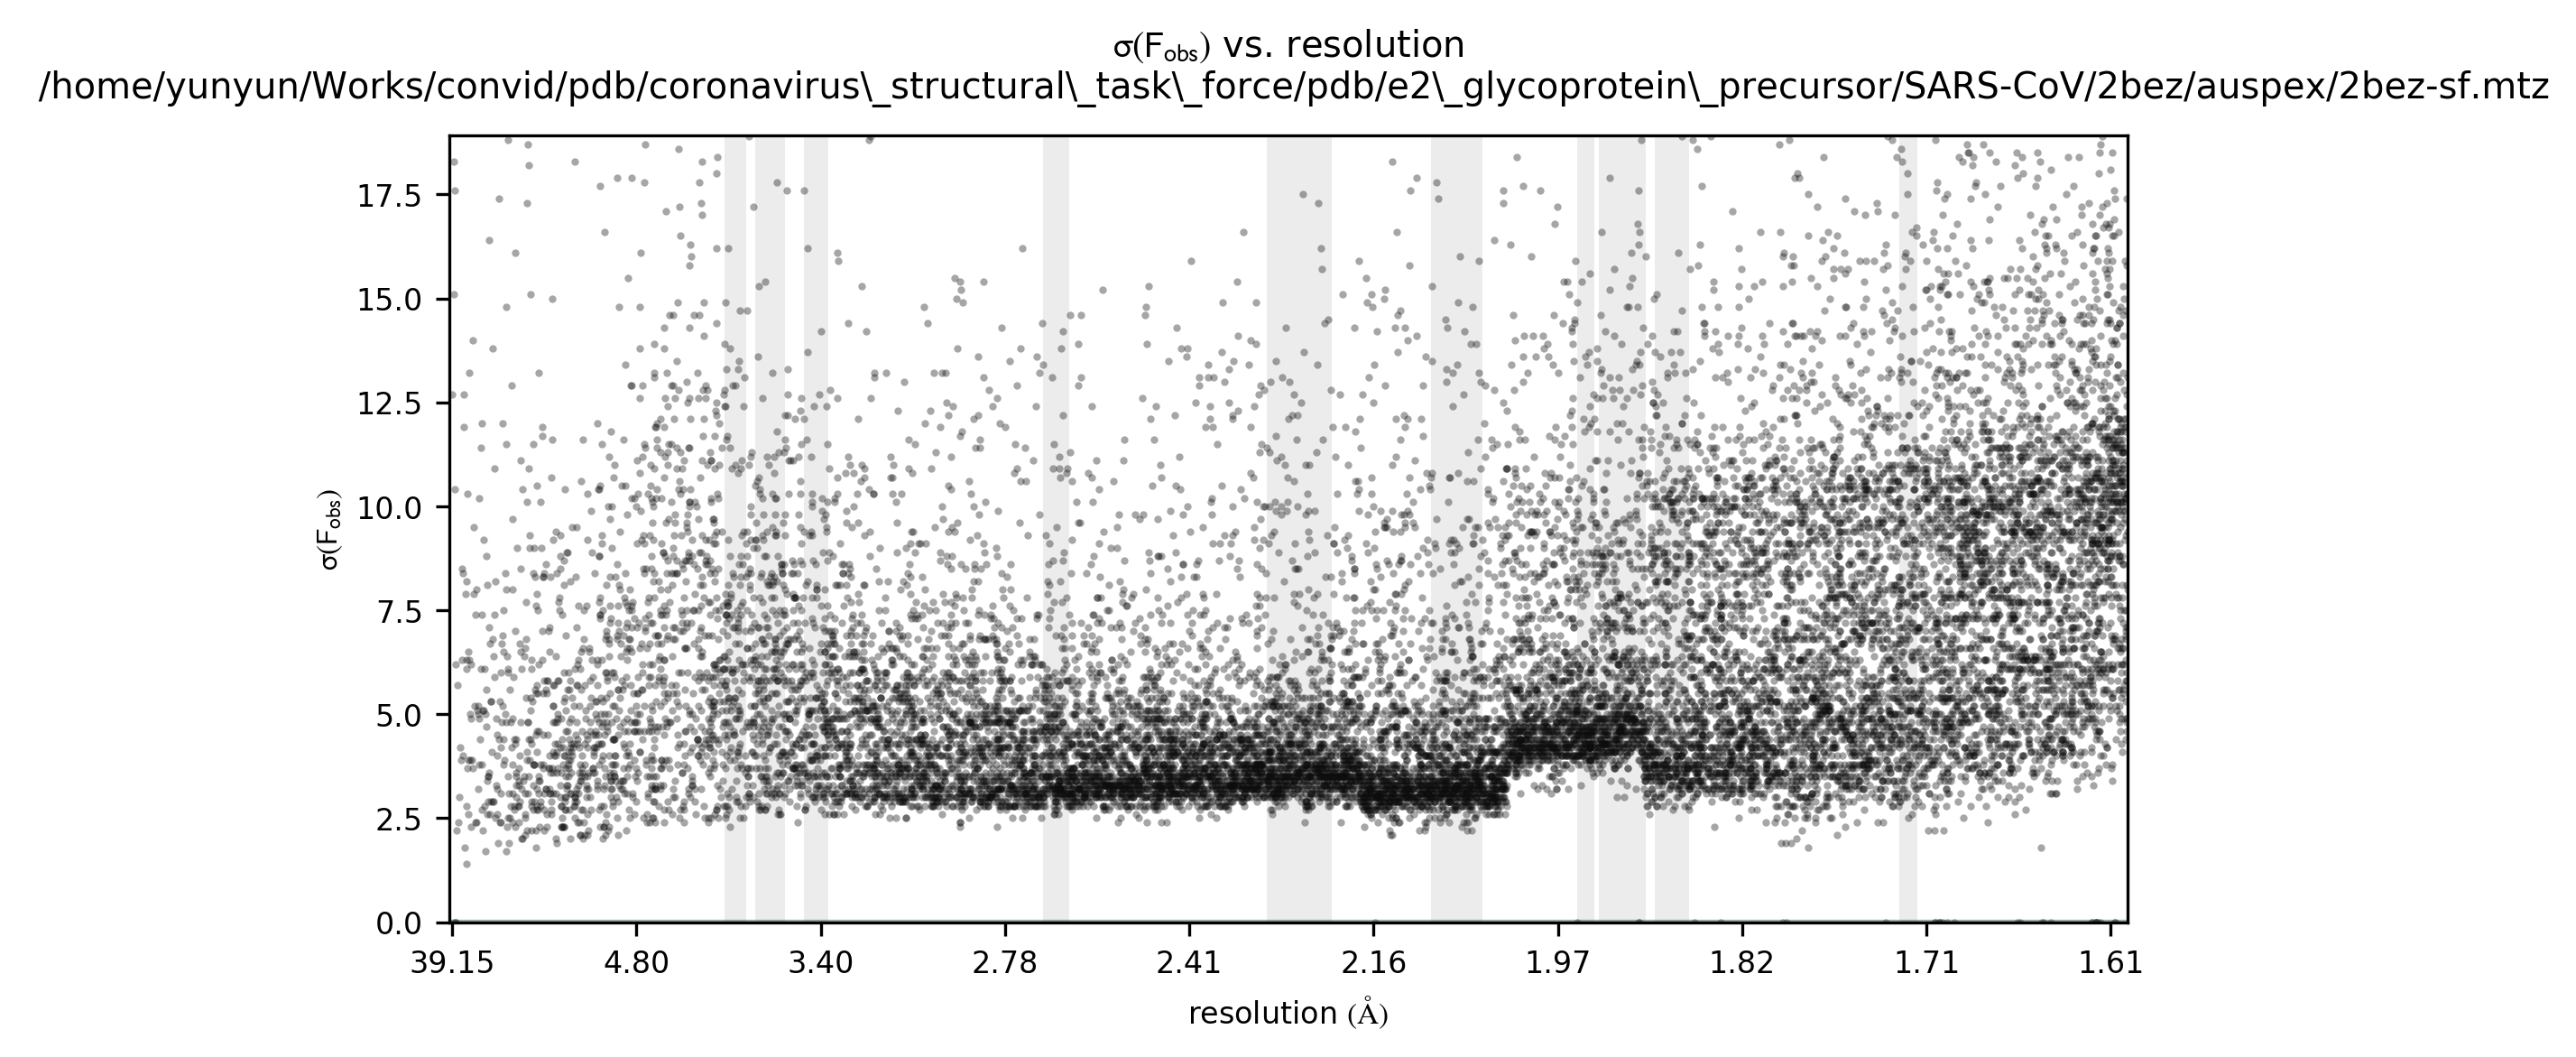 σ(Fobs) vs. resolution
/home/yunyun/Works/convid/pdb/coronavirus\_structural\_task\_force/pdb/e2\_glycoprotein\_precursor/SARS-CoV/2bez/auspex/2bez-sf.mtz
17.5
15.0
12.5
10.0
7.5
5.0
2.5
0.0
σ(Fobs)
39.15 4.80 3.40 2.78 2.41 2.16 1.97 1.82 1.71 1.61
resolution (Å)